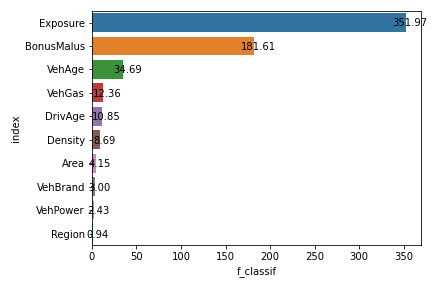 Exposure 351.97
BonusMalus 181.61
VehAge 34.69
VehGas 12.36
DrivAge 10.85
Density 8.69
Area 4.15
VehBrand 3.00
VehPower 2.43
Region 0.94
index
0 50 100 150 200 250 300 350
f_classif